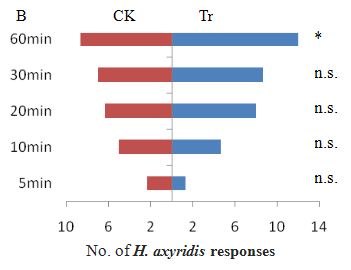 B CK Tr
60min *
30min n.s.
20min n.s.
10min n.s.
5min n.s.
10 6 2 2 6 10 14
No. of H. axyridis responses